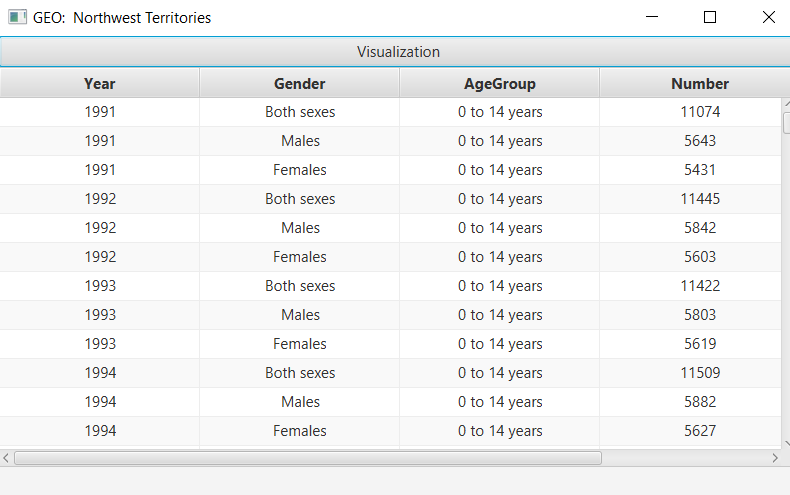 GEO:  Northwest Territories
Visualization
Year Gender AgeGroup Number
1991 Both sexes 0 to 14 years 11074
1991 Males 0 to 14 years 5643
1991 Females 0 to 14 years 5431
1992 Both sexes 0 to 14 years 11445
1992 Males 0 to 14 years 5842
1992 Females 0 to 14 years 5603
1993 Both sexes 0 to 14 years 11422
1993 Males 0 to 14 years 5803
1993 Females 0 to 14 years 5619
1994 Both sexes 0 to 14 years 11509
1994 Males 0 to 14 years 5882
1994 Females 0 to 14 years 5627